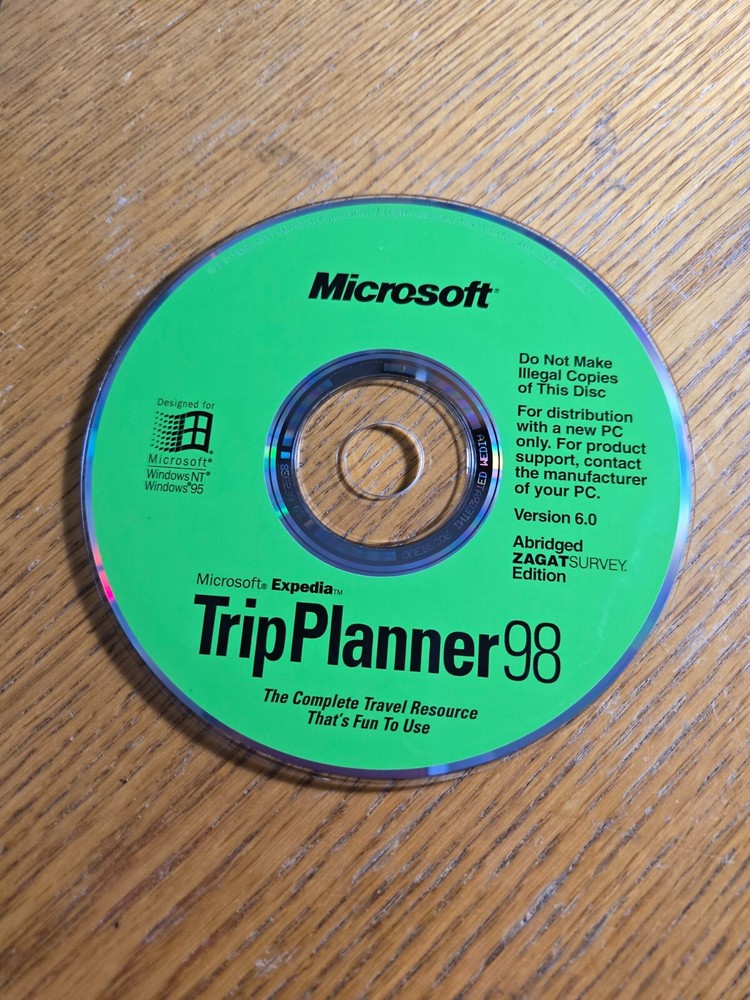 Microsoft®
Do Not Make
Illegal Copies
of This Disc
For distribution
with a new PC
only. For product
support, contact
the manufacturer
of your PC.
Version 6.0
Abridged
ZAGATSURVEY®
Edition
Designed for
Microsoft®
Windows NT®
Windows®95
Microsoft® Expedia™
TripPlanner 98
The Complete Travel Resource
That's Fun To Use